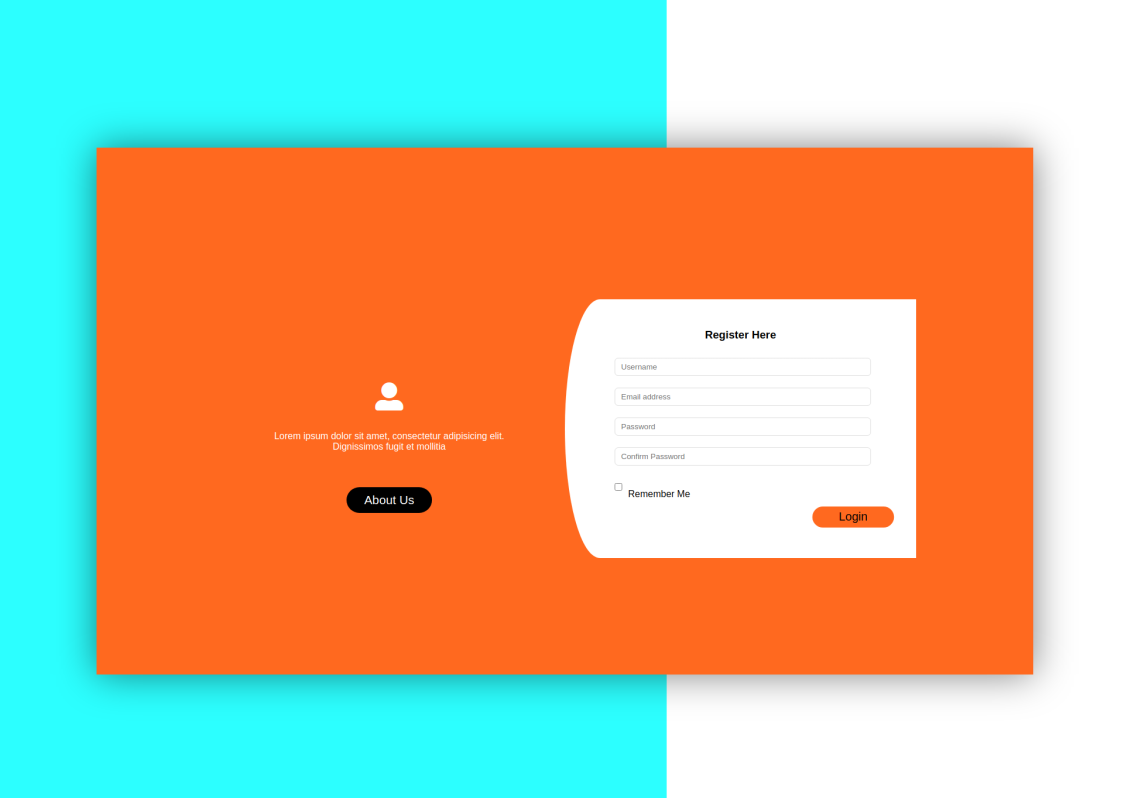 Register Here
Username
Email address
Password
Confirm Password
Remember Me
Login
Lorem ipsum dolor sit amet, consectetur adipisicing elit.
Dignissimos fugit et mollitia
About Us